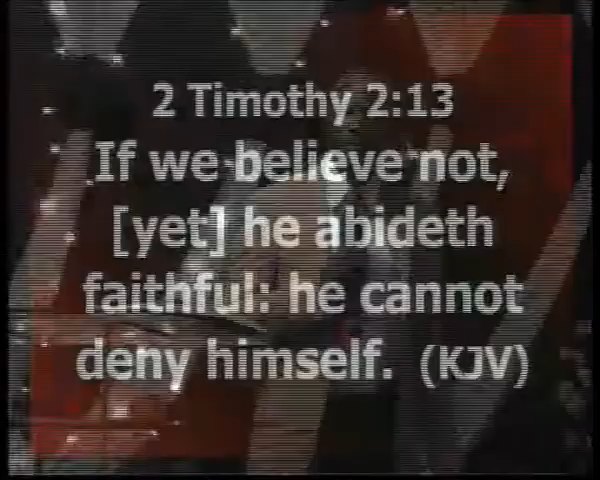 2 Timothy 2:13
If we believe not,
[yet] he abideth
faithful: he cannot
deny himself. (KJV)